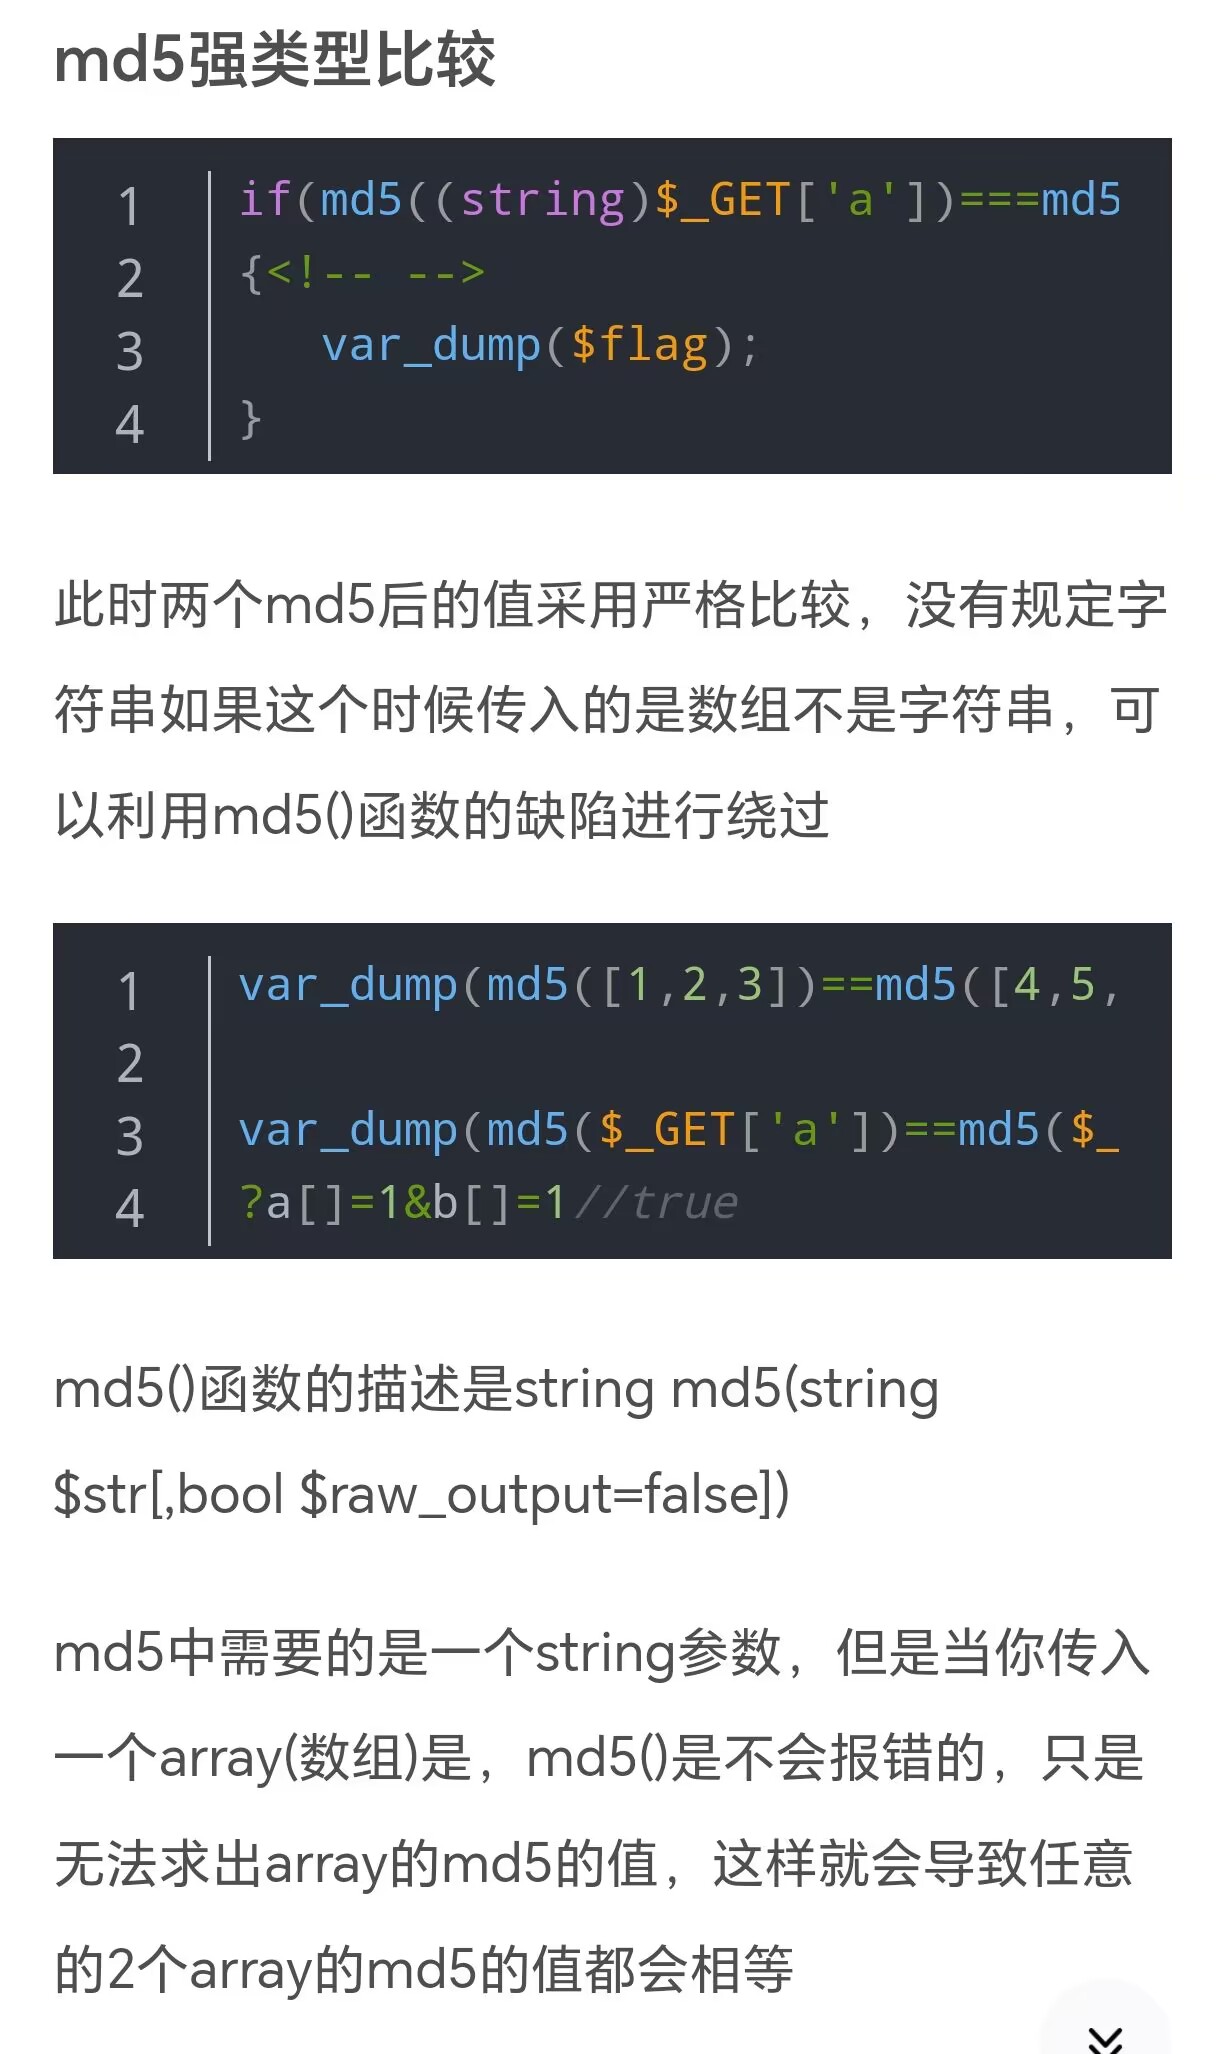 md5强类型比较
1 if(md5((string)$_GET['a'])===md5
2 {<!-- -->
3 var_dump($flag);
4 }
此时两个md5后的值采用严格比较，没有规定字
符串如果这个时候传入的是数组不是字符串，可
以利用md5()函数的缺陷进行绕过
1 var_dump(md5([1,2,3])==md5([4,5,
2
3 var_dump(md5($_GET['a'])==md5($_
4 ?a[]=1&b[]=1//true
md5()函数的描述是string md5(string
$str[,bool $raw_output=false])
md5中需要的是一个string参数，但是当你传入
一个array(数组)是，md5()是不会报错的，只是
无法求出array的md5的值，这样就会导致任意
的2个array的md5的值都会相等